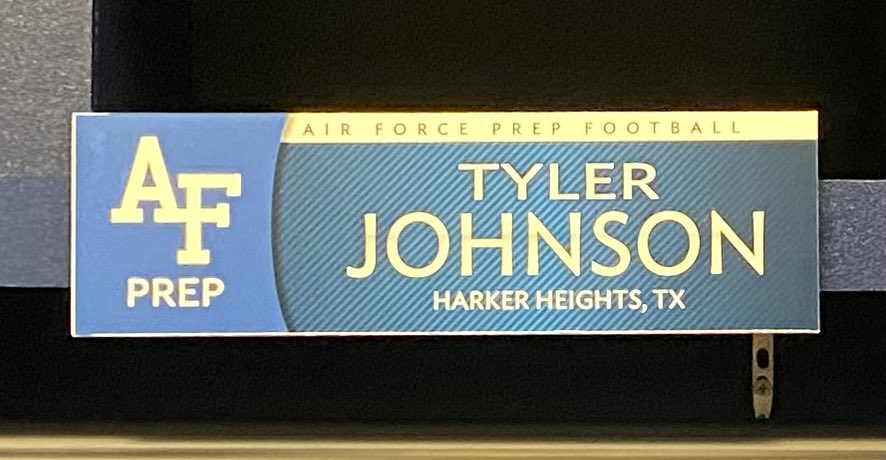 AIR FORCE PREP FOOTBALL
AF
PREP
TYLER
JOHNSON
HARKER HEIGHTS, TX